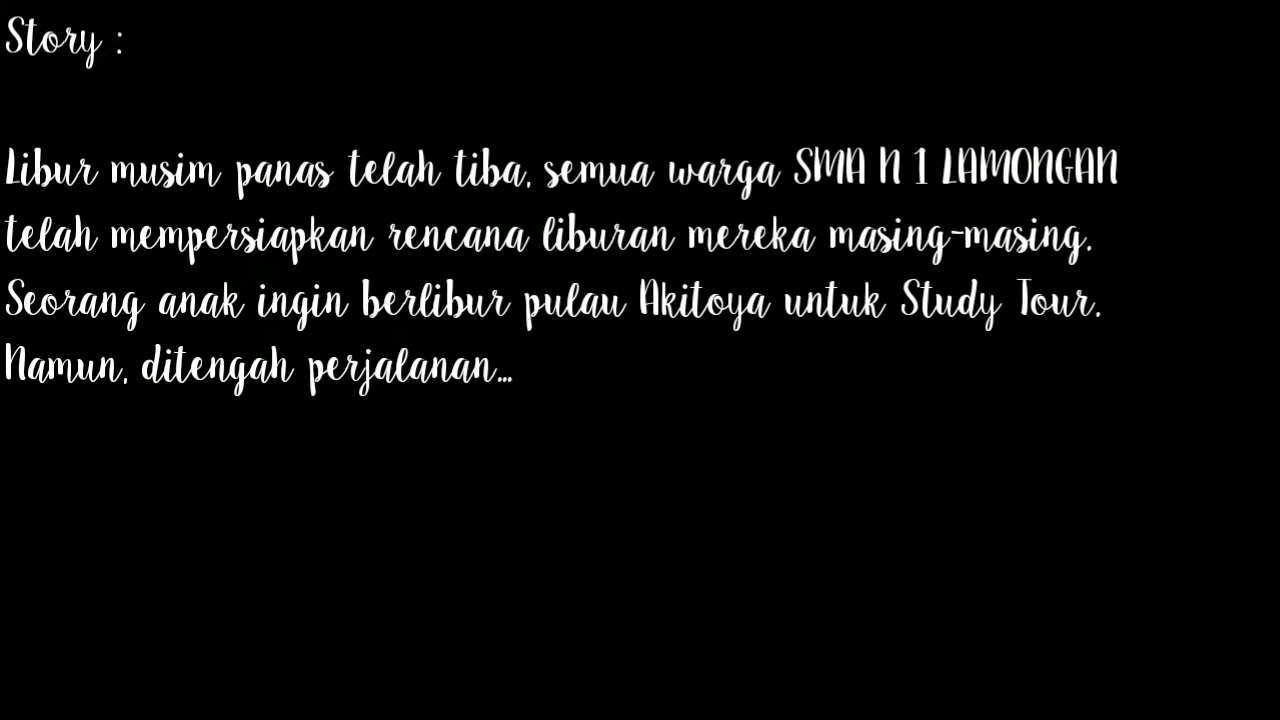 Story :
Libur musim panas telah tiba, semua warga SMA N 1 LAMONGAN
telah mempersiapkan rencana liburan mereka masing-masing.
Seorang anak ingin berlibur pulau Akitoya untuk Study Tour.
Namun, ditengah perjalanan...